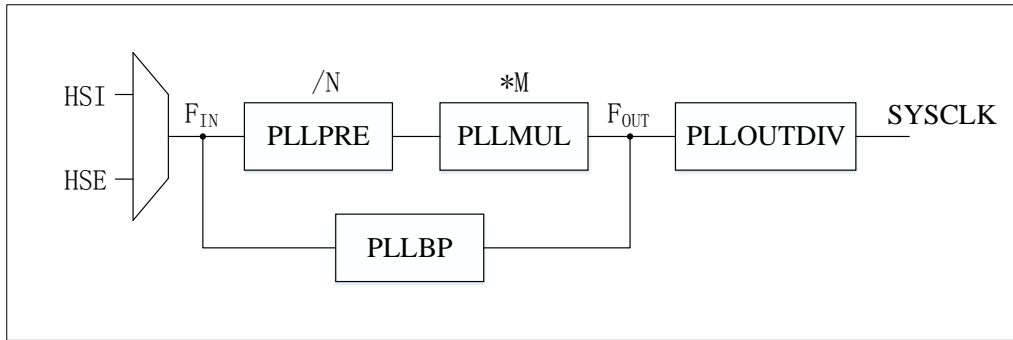 /N
*M
HSI
F_IN
F_OUT
SYSCLK
PLLPRE
PLLMUL
PLLOUTDIV
HSE
PLLBP